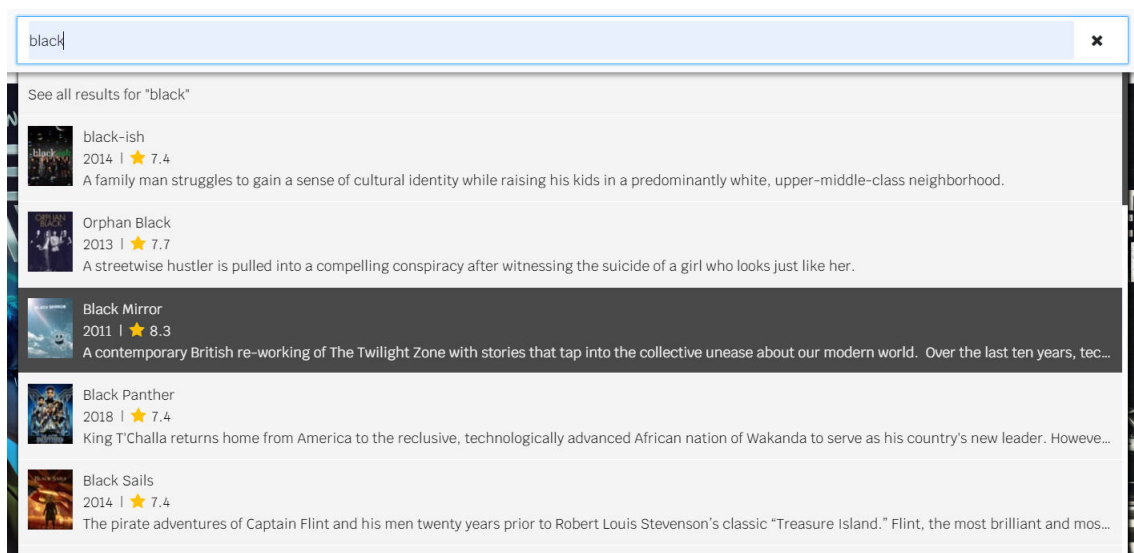 black
See all results for "black"
black-ish
2014 | ★ 7.4
A family man struggles to gain a sense of cultural identity while raising his kids in a predominantly white, upper-middle-class neighborhood.
ORPHAN
BLACK
Orphan Black
2013 | ★ 7.7
A streetwise hustler is pulled into a compelling conspiracy after witnessing the suicide of a girl who looks just like her.
BLACK MIRROR
Black Mirror
2011 | ★ 8.3
A contemporary British re-working of The Twilight Zone with stories that tap into the collective unease about our modern world.  Over the last ten years, tec...
Black Panther
2018 | ★ 7.4
King T'Challa returns home from America to the reclusive, technologically advanced African nation of Wakanda to serve as his country's new leader. Howeve...
BLACK SAILS
Black Sails
2014 | ★ 7.4
The pirate adventures of Captain Flint and his men twenty years prior to Robert Louis Stevenson’s classic “Treasure Island.” Flint, the most brilliant and mos...